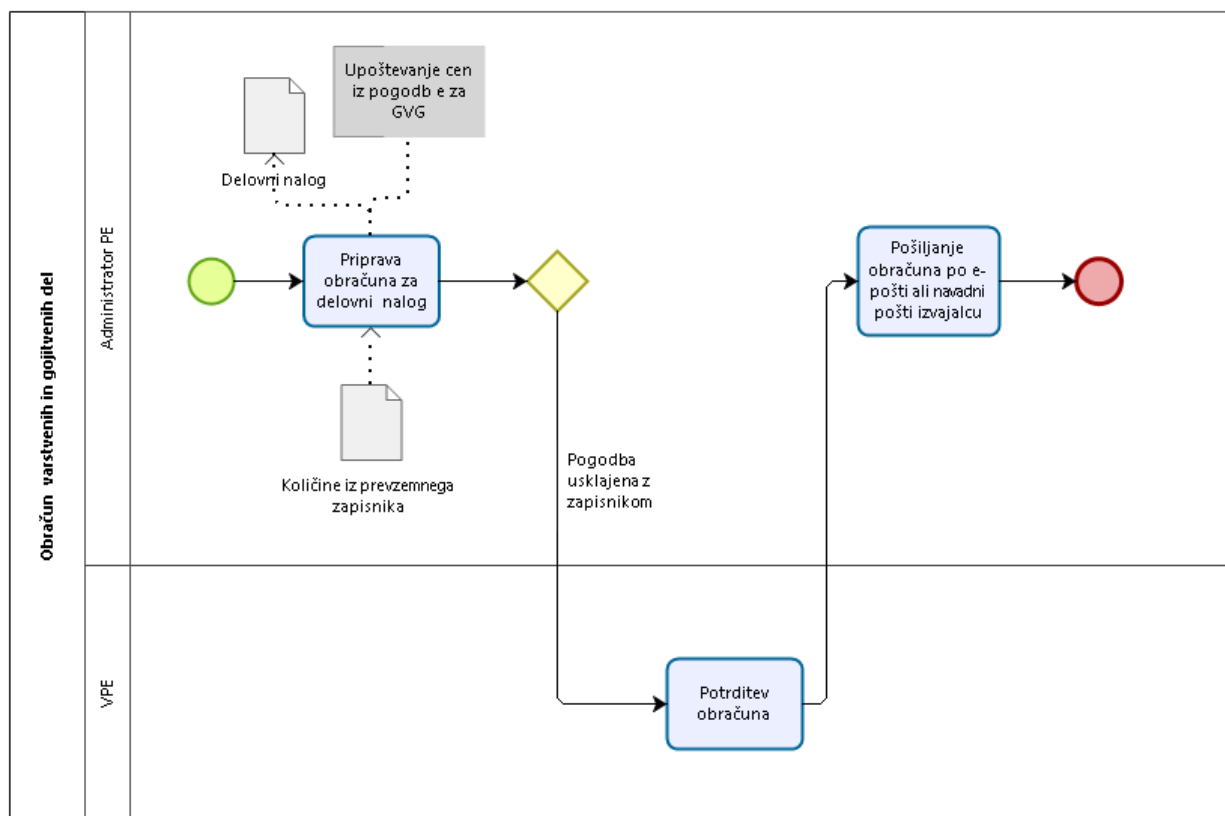 Obračun varstvenih in gojitvenih del
Administrator PE
VPE
Upoštevanje cen
iz pogodb e za
GVG
Delovni nalog
Priprava
obračuna za
delovni nalog
Količine iz prevzemnega
zapisnika
Pogodba
usklajena z
zapisnikom
Pošiljanje
obračuna po e-
pošti ali navadni
pošti izvajalcu
Potrditev
obračuna